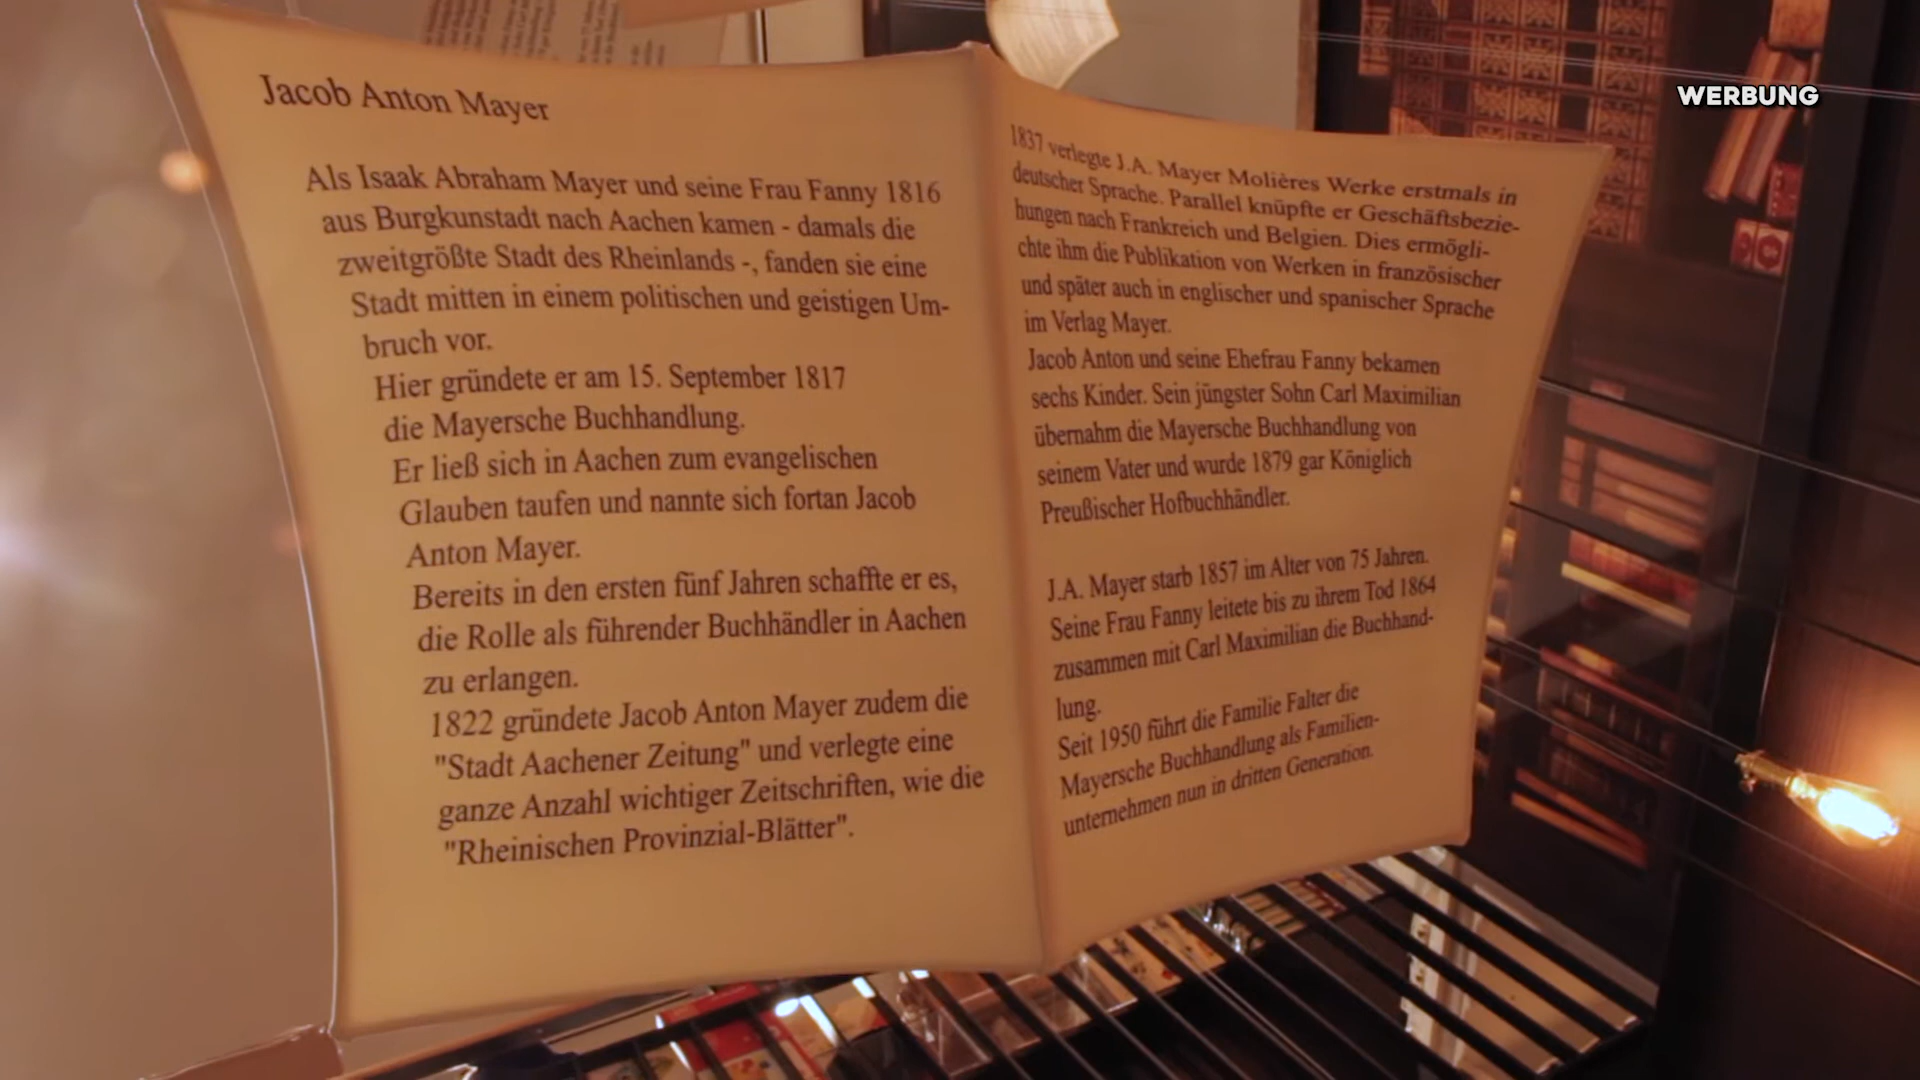 WERBUNG
Jacob Anton Mayer
Als Isaak Abraham Mayer und seine Frau Fanny 1816
aus Burgkunstadt nach Aachen kamen - damals die
zweitgrößte Stadt des Rheinlands -, fanden sie eine
Stadt mitten in einem politischen und geistigen Um-
bruch vor.
Hier gründete er am 15. September 1817
die Mayersche Buchhandlung.
Er ließ sich in Aachen zum evangelischen
Glauben taufen und nannte sich fortan Jacob
Anton Mayer.
Bereits in den ersten fünf Jahren schaffte er es,
die Rolle als führender Buchhändler in Aachen
zu erlangen.
1822 gründete Jacob Anton Mayer zudem die
"Stadt Aachener Zeitung" und verlegte eine
ganze Anzahl wichtiger Zeitschriften, wie die
"Rheinischen Provinzial-Blätter".
1837 verlegte J.A. Mayer Molières Werke erstmals in
deutscher Sprache. Parallel knüpfte er Geschäftsbezie-
hungen nach Frankreich und Belgien. Dies ermögli-
chte ihm die Publikation von Werken in französischer
und später auch in englischer und spanischer Sprache
im Verlag Mayer.
Jacob Anton und seine Ehefrau Fanny bekamen
sechs Kinder. Sein jüngster Sohn Carl Maximilian
übernahm die Mayersche Buchhandlung von
seinem Vater und wurde 1879 gar Königlich
Preußischer Hofbuchhändler.
J.A. Mayer starb 1857 im Alter von 75 Jahren.
Seine Frau Fanny leitete bis zu ihrem Tod 1864
zusammen mit Carl Maximilian die Buchhand-
lung.
Seit 1950 führt die Familie Falter die
Mayersche Buchhandlung als Familien-
unternehmen nun in dritten Generation.